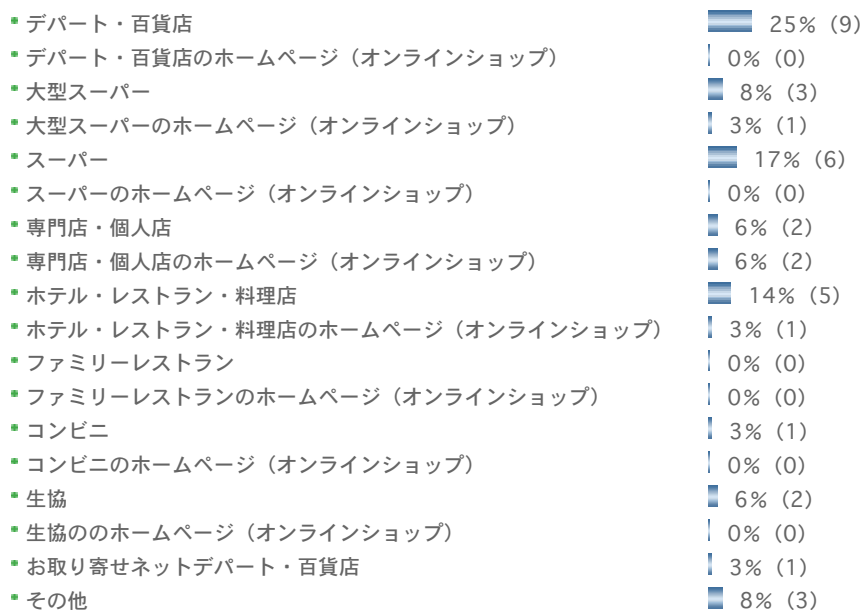 デパート・百貨店 25% (9)
デパート・百貨店のホームページ（オンラインショップ） 0% (0)
大型スーパー 8% (3)
大型スーパーのホームページ（オンラインショップ） 3% (1)
スーパー 17% (6)
スーパーのホームページ（オンラインショップ） 0% (0)
専門店・個人店 6% (2)
専門店・個人店のホームページ（オンラインショップ） 6% (2)
ホテル・レストラン・料理店 14% (5)
ホテル・レストラン・料理店のホームページ（オンラインショップ） 3% (1)
ファミリーレストラン 0% (0)
ファミリーレストランのホームページ（オンラインショップ） 0% (0)
コンビニ 3% (1)
コンビニのホームページ（オンラインショップ） 0% (0)
生協 6% (2)
生協ののホームページ（オンラインショップ） 0% (0)
お取り寄せネットデパート・百貨店 3% (1)
その他 8% (3)